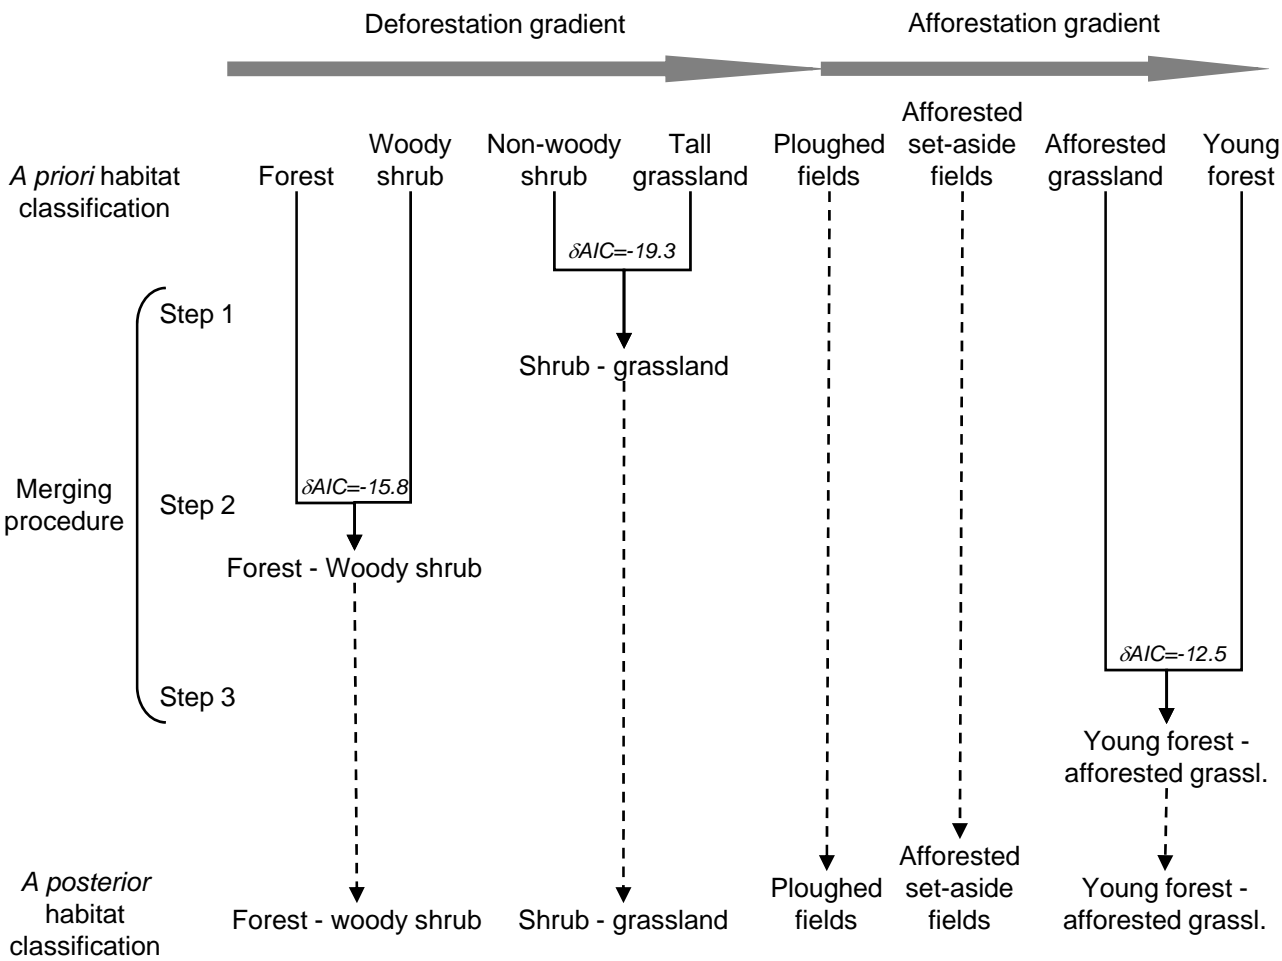 Deforestation gradient
Afforestation gradient
A priori habitat
classification
Forest
Woody
shrub
Non-woody
shrub
Tall
grassland
Ploughed
fields
Afforested
set-aside
fields
Afforested
grassland
Young
forest
δAIC=-19.3
Merging
procedure
Step 1
Shrub - grassland
δAIC=-15.8
Step 2
Forest - Woody shrub
δAIC=-12.5
Step 3
Young forest -
afforested grassl.
A posterior
habitat
classification
Forest - woody shrub
Shrub - grassland
Ploughed
fields
Afforested
set-aside
fields
Young forest -
afforested grassl.